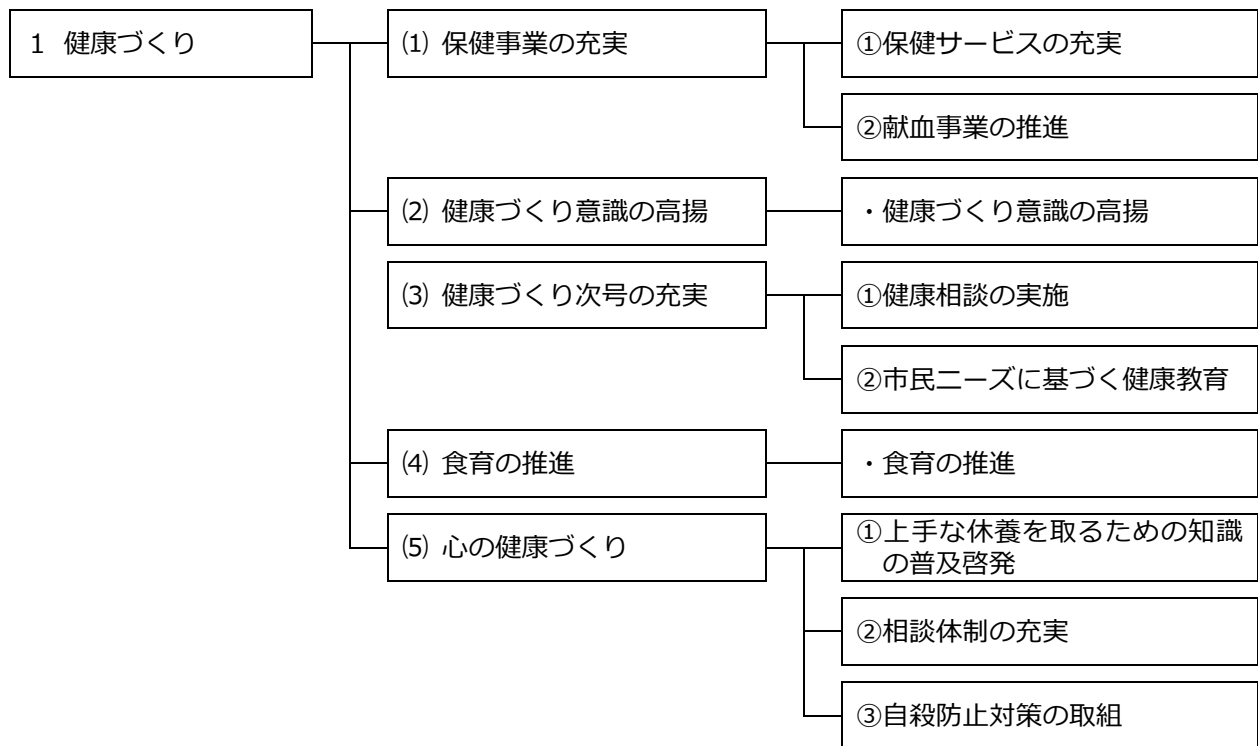 1 健康づくり
⑴ 保健事業の充実
①保健サービスの充実
②献血事業の推進
⑵ 健康づくり意識の高揚
・健康づくり意識の高揚
⑶ 健康づくり次号の充実
①健康相談の実施
②市民ニーズに基づく健康教育
⑷ 食育の推進
・食育の推進
⑸ 心の健康づくり
①上手な休養を取るための知識
の普及啓発
②相談体制の充実
③自殺防止対策の取組